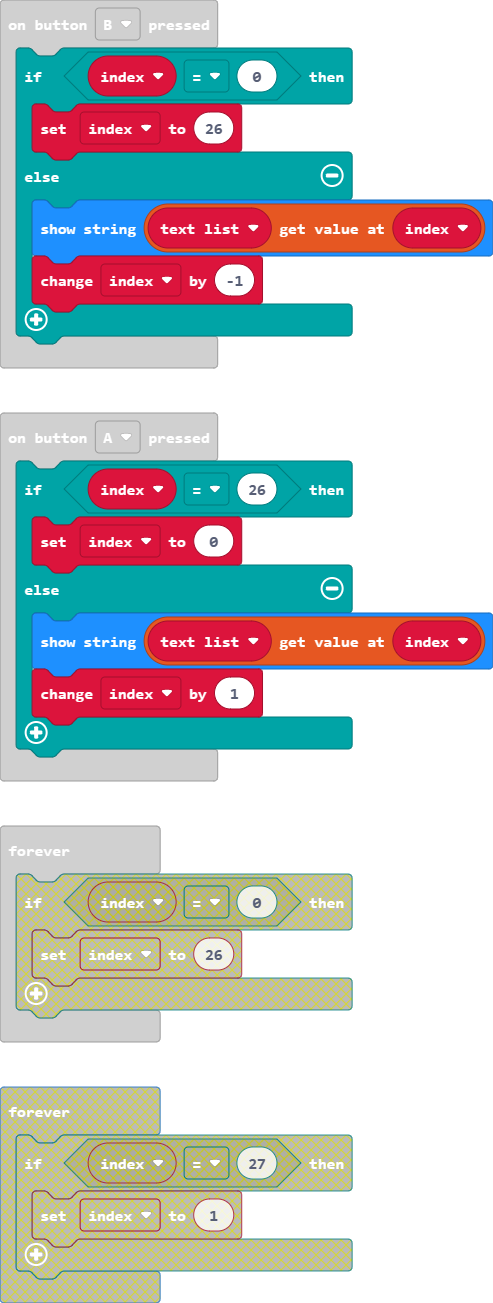 on button B pressed
if index = 0 then
set index to 26
else
show string text list get value at index
change index by -1
on button A pressed
if index = 26 then
set index to 0
else
show string text list get value at index
change index by 1
forever
if index = 0 then
set index to 26
forever
if index = 27 then
set index to 1